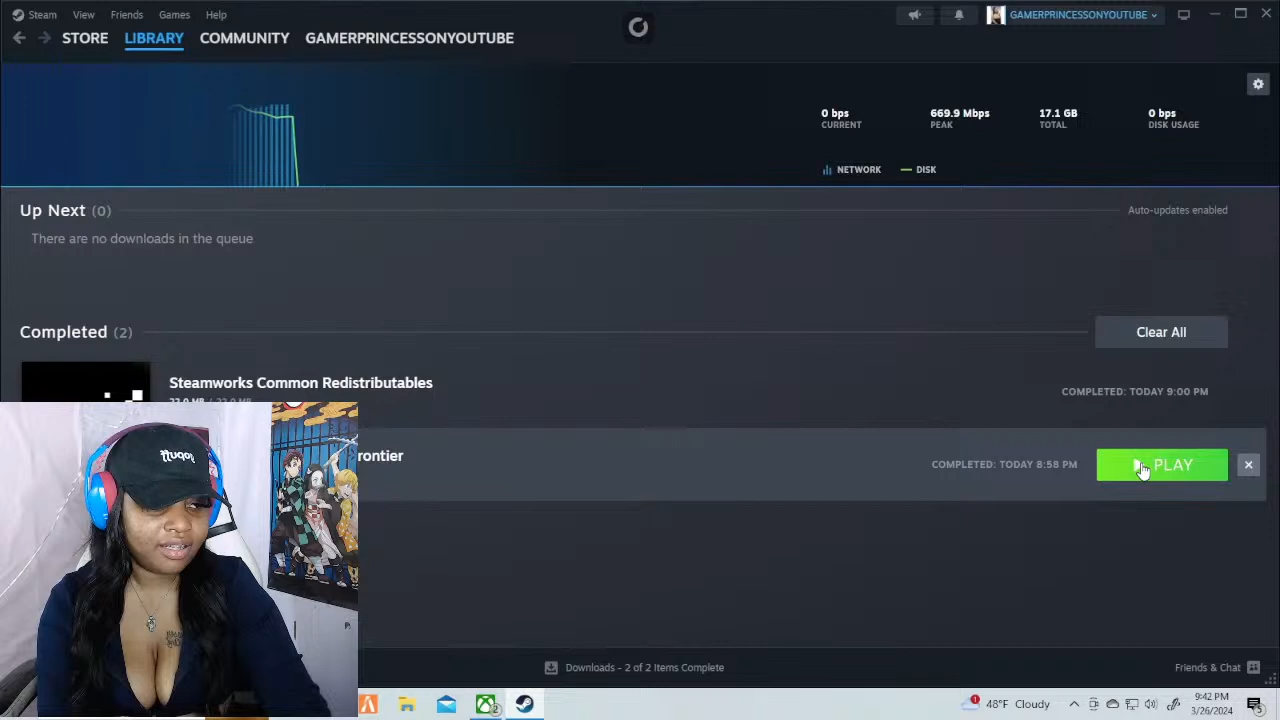 Steam View Friends Games Help
GAMERPRINCESSONYOUTUBE
STORE LIBRARY COMMUNITY GAMERPRINCESSONYOUTUBE
0 bps 669.9 Mbps 17.1 GB 0 bps
CURRENT PEAK TOTAL DISK USAGE
NETWORK DISK
Up Next (0)
Auto-updates enabled
There are no downloads in the queue
Completed (2)
Clear All
Steamworks Common Redistributables
COMPLETED: TODAY 9:00 PM
rontier
COMPLETED: TODAY 8:58 PM
PLAY
Downloads - 2 of 2 Items Complete
Friends & Chat
48°F Cloudy
9:42 PM
3/26/2024